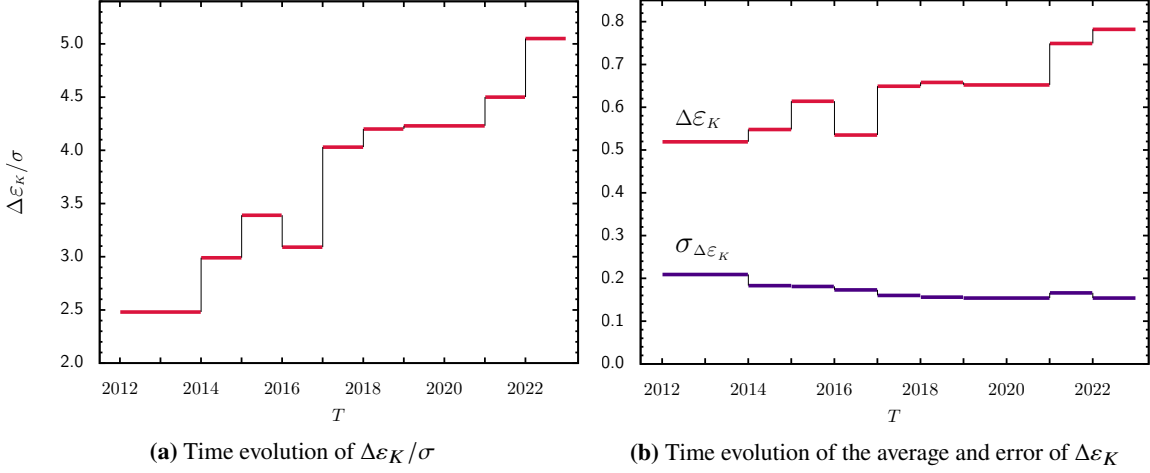 5.0
4.5
4.0
3.5
3.0
2.5
2.0
Δε_K/σ
2012 2014 2016 2018 2020 2022
T
(a) Time evolution of Δε_K/σ
0.8
0.7
0.6
0.5
0.4
0.3
0.2
0.1
0.0
Δε_K
σ_Δε_K
2012 2014 2016 2018 2020 2022
T
(b) Time evolution of the average and error of Δε_K